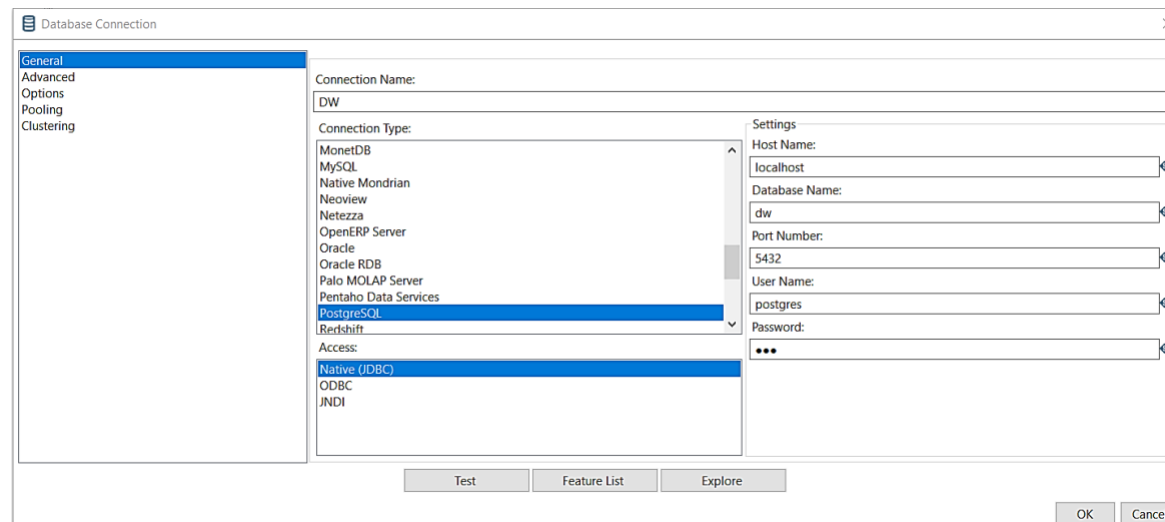 Database Connection
General
Advanced
Options
Pooling
Clustering
Connection Name:
DW
Connection Type:
MonetDB
MySQL
Native Mondrian
Neoview
Netezza
OpenERP Server
Oracle
Oracle RDB
Palo MOLAP Server
Pentaho Data Services
PostgreSQL
Redshift
Access:
Native (JDBC)
ODBC
JNDI
Settings
Host Name:
localhost
Database Name:
dw
Port Number:
5432
User Name:
postgres
Password:
●●●
Test
Feature List
Explore
OK
Cance